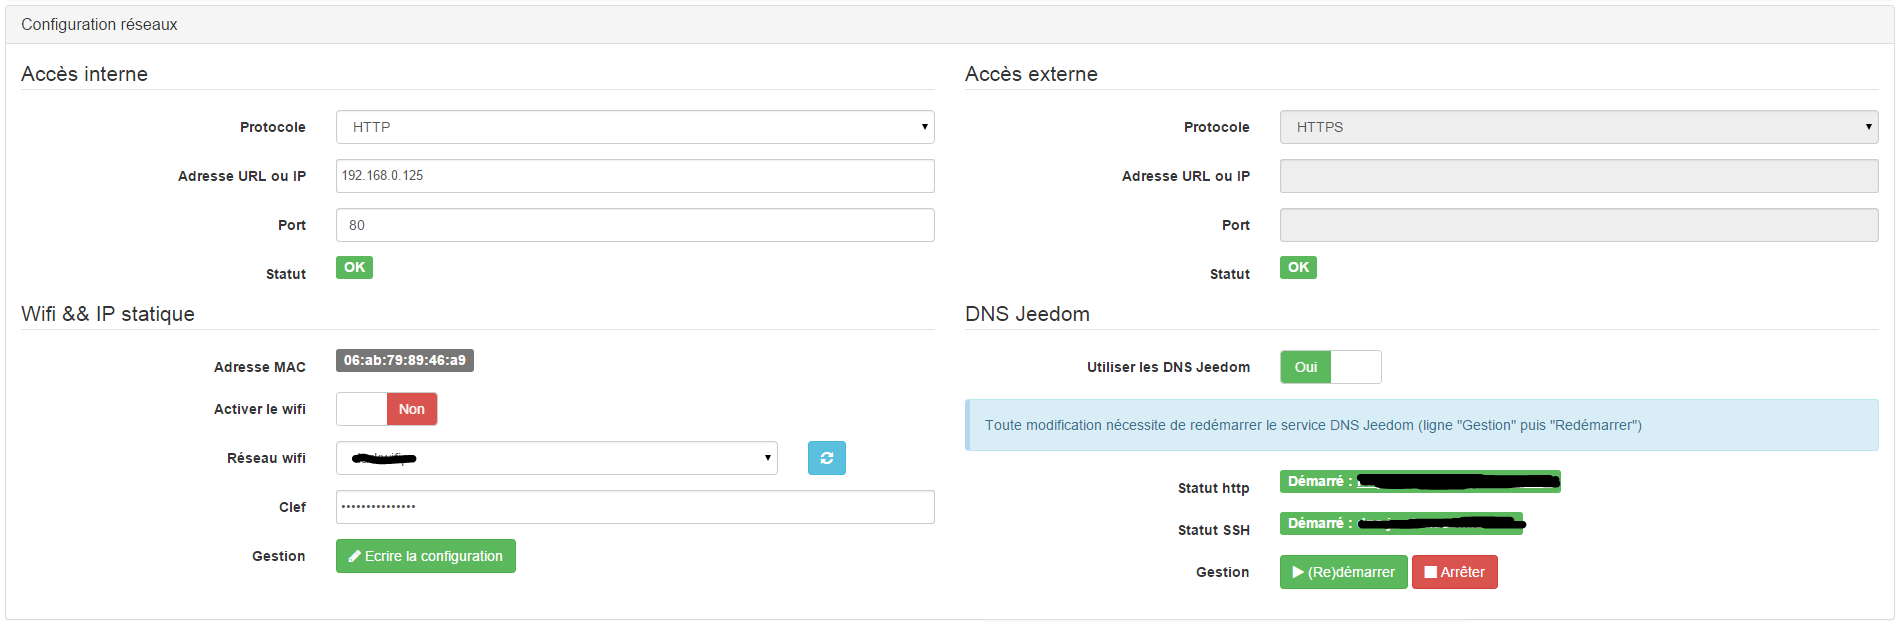 Configuration réseaux
Accès interne
Protocole HTTP
Adresse URL ou IP 192.168.0.125
Port 80
Statut OK
Wifi && IP statique
Adresse MAC 06:ab:79:89:46:a9
Activer le wifi Non
Réseau wifi
Clef •••••••••••••••
Gestion Ecrire la configuration
Accès externe
Protocole HTTPS
Adresse URL ou IP
Port
Statut OK
DNS Jeedom
Utiliser les DNS Jeedom Oui
Toute modification nécessite de redémarrer le service DNS Jeedom (ligne "Gestion" puis "Redémarrer")
Statut http Démarré :
Statut SSH Démarré :
Gestion (Re)démarrer Arrêter